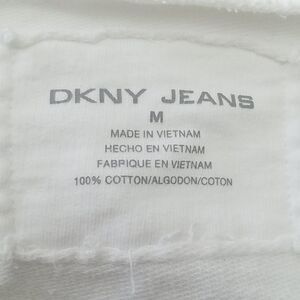 DKNY JEANS
M
MADE IN VIETNAM
HECHO EN VIETNAM
FABRIQUE EN VIETNAM
100% COTTON/ALGODON/COTON